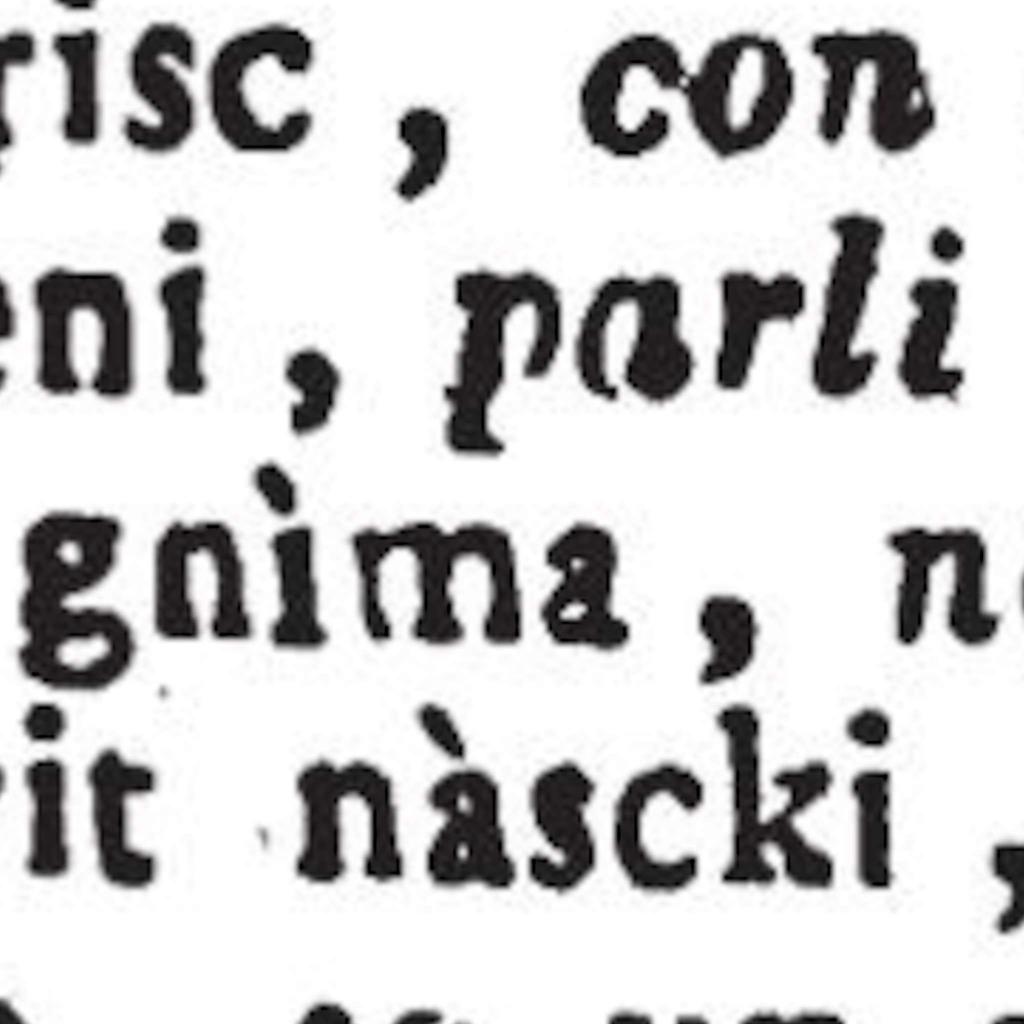 risc , con
eni , parli
gnìma , n
it nàscki ,